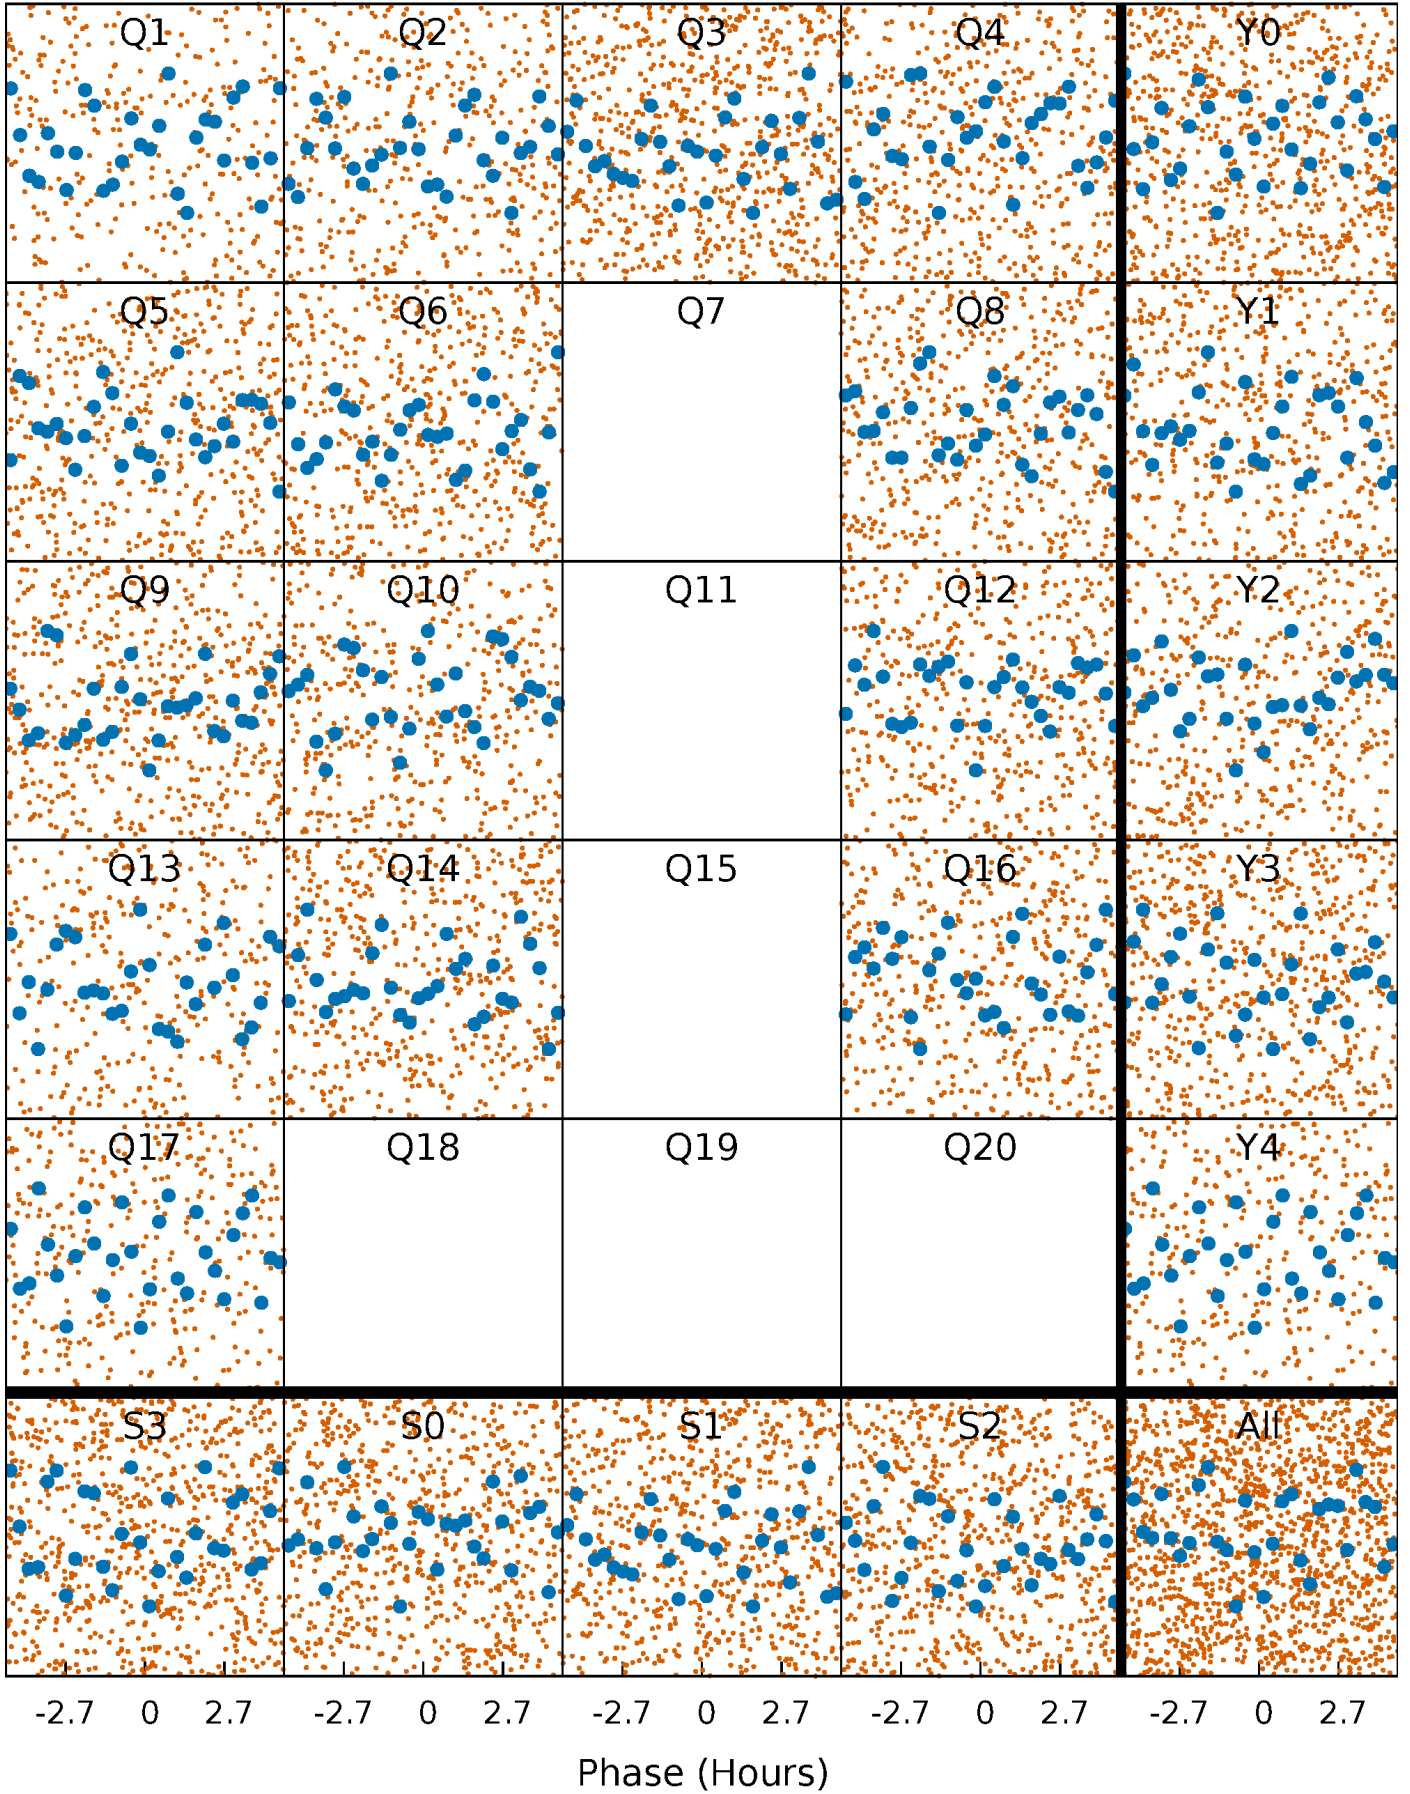 Q1 Q2 Q3 Q4 Y0
Q5 Q6 Q7 Q8 Y1
Q9 Q10 Q11 Q12 Y2
Q13 Q14 Q15 Q16 Y3
Q17 Q18 Q19 Q20 Y4
S3 S0 S1 S2 All
-2.7 0 2.7 -2.7 0 2.7 -2.7 0 2.7 -2.7 0 2.7 -2.7 0 2.7
Phase (Hours)